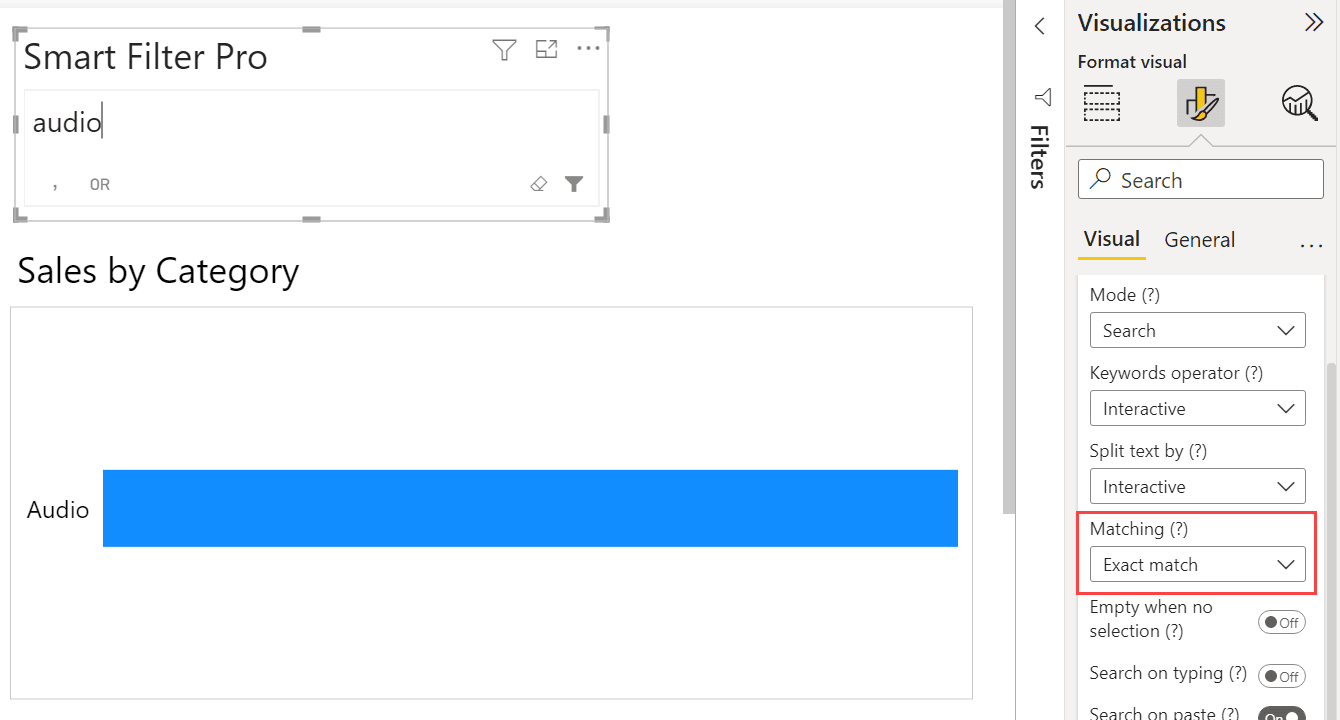 Smart Filter Pro
audio
, OR
Sales by Category
Audio
Filters
Visualizations
Format visual
Search
Visual General
Mode (?)
Search
Keywords operator (?)
Interactive
Split text by (?)
Interactive
Matching (?)
Exact match
Empty when no
selection (?)
Off
Search on typing (?)
Off
Search on paste (?)
On